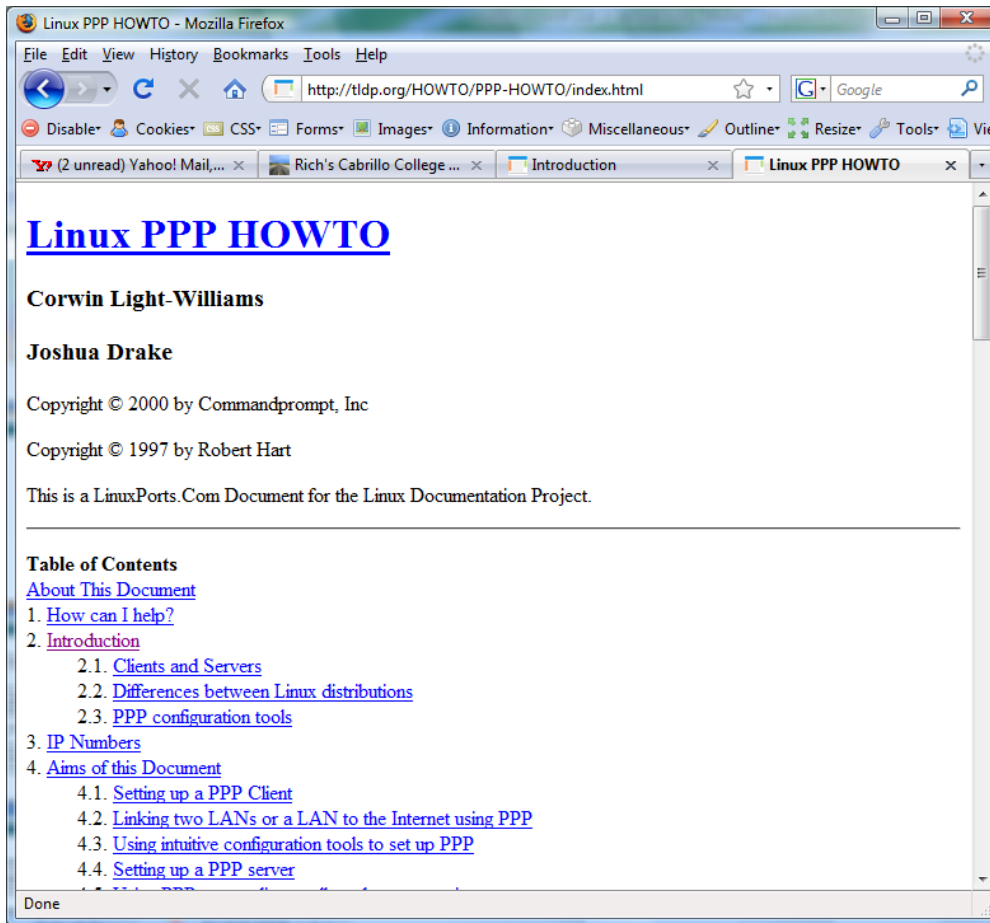 Linux PPP HOWTO - Mozilla Firefox
File Edit View History Bookmarks Tools Help
http://tldp.org/HOWTO/PPP-HOWTO/index.html
G Google
Disable Cookies CSS Forms Images Information Miscellaneous Outline Resize Tools
(2 unread) Yahoo! Mail,... Rich's Cabrillo College ... Introduction Linux PPP HOWTO
Linux PPP HOWTO
Corwin Light-Williams
Joshua Drake
Copyright © 2000 by Commandprompt, Inc
Copyright © 1997 by Robert Hart
This is a LinuxPorts.Com Document for the Linux Documentation Project.
Table of Contents
About This Document
1. How can I help?
2. Introduction
2.1. Clients and Servers
2.2. Differences between Linux distributions
2.3. PPP configuration tools
3. IP Numbers
4. Aims of this Document
4.1. Setting up a PPP Client
4.2. Linking two LANs or a LAN to the Internet using PPP
4.3. Using intuitive configuration tools to set up PPP
4.4. Setting up a PPP server
Done